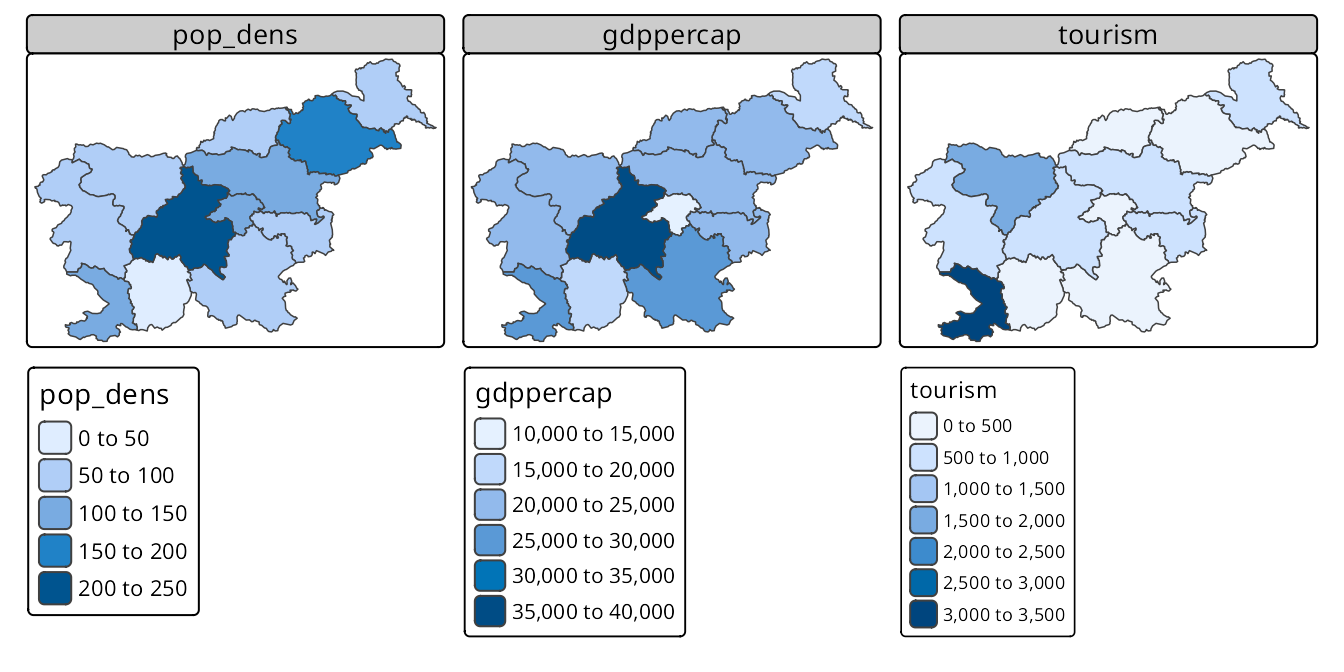 pop_dens
gdppercap
tourism
pop_dens
0 to 50
50 to 100
100 to 150
150 to 200
200 to 250
gdppercap
10,000 to 15,000
15,000 to 20,000
20,000 to 25,000
25,000 to 30,000
30,000 to 35,000
35,000 to 40,000
tourism
0 to 500
500 to 1,000
1,000 to 1,500
1,500 to 2,000
2,000 to 2,500
2,500 to 3,000
3,000 to 3,500